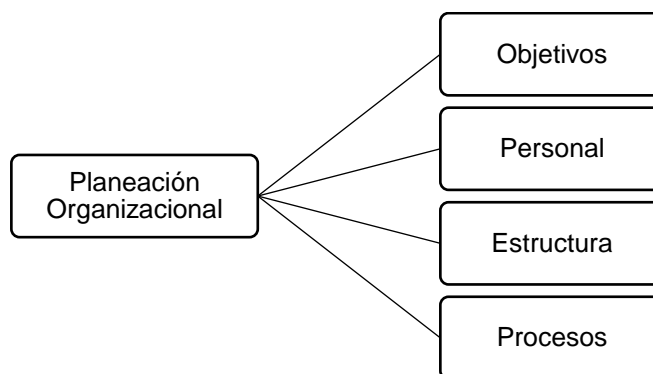 Objetivos
Personal
Planeación
Organizacional
Estructura
Procesos